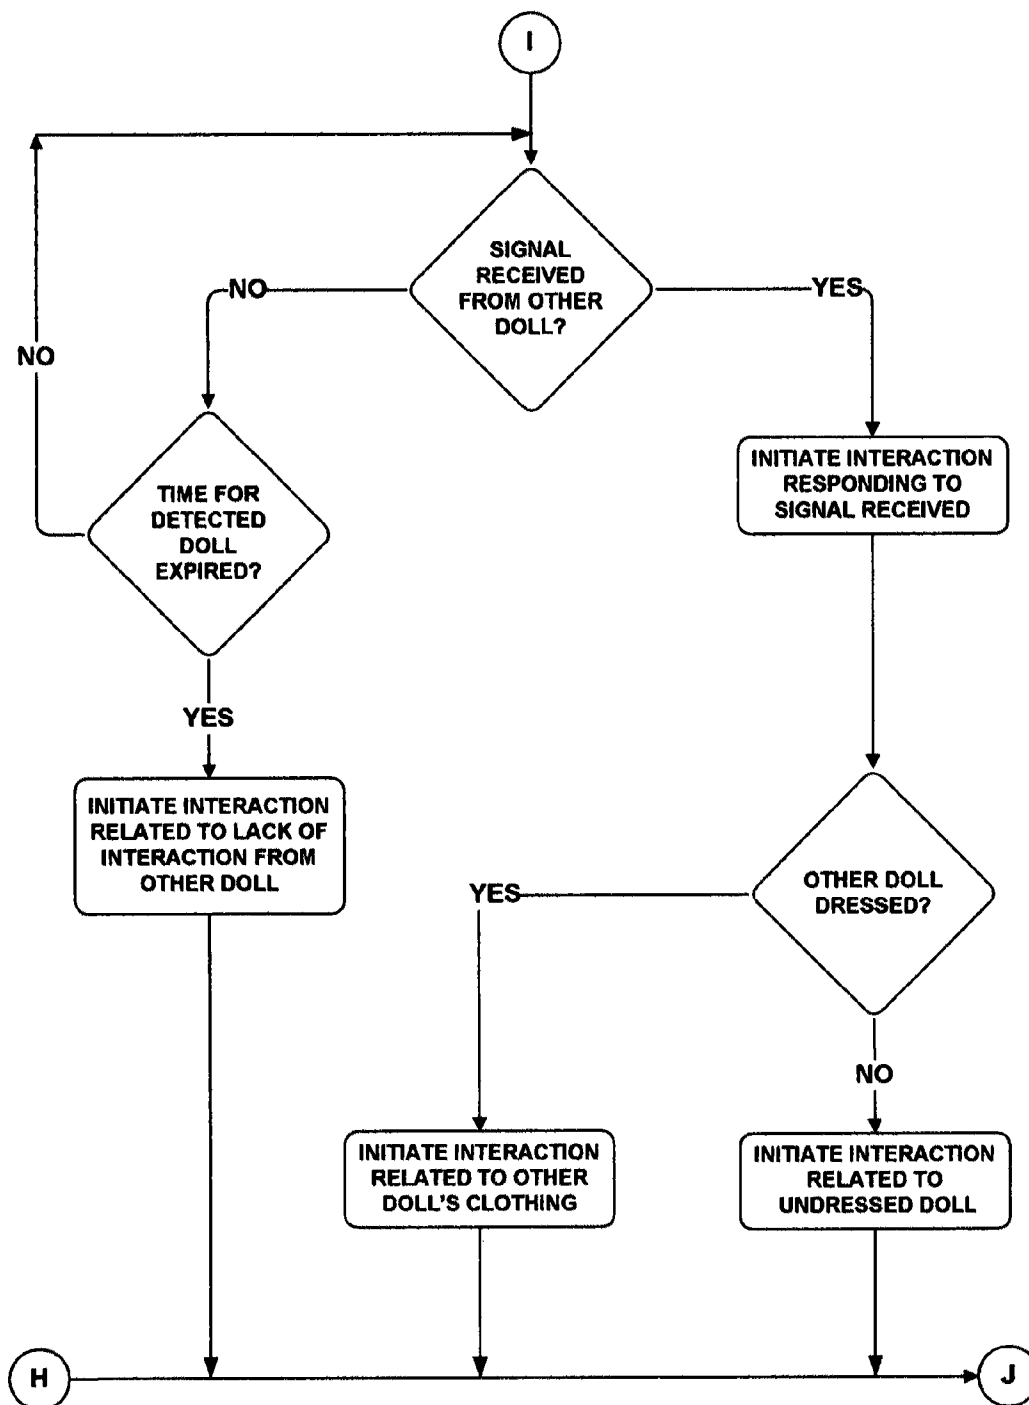 I
SIGNAL
RECEIVED
FROM OTHER
DOLL?
NO
YES
NO
TIME FOR
DETECTED
DOLL
EXPIRED?
INITIATE INTERACTION
RESPONDING TO
SIGNAL RECEIVED
YES
INITIATE INTERACTION
RELATED TO LACK OF
INTERACTION FROM
OTHER DOLL
OTHER DOLL
DRESSED?
YES
NO
INITIATE INTERACTION
RELATED TO OTHER
DOLL'S CLOTHING
INITIATE INTERACTION
RELATED TO
UNDRESSED DOLL
H
J